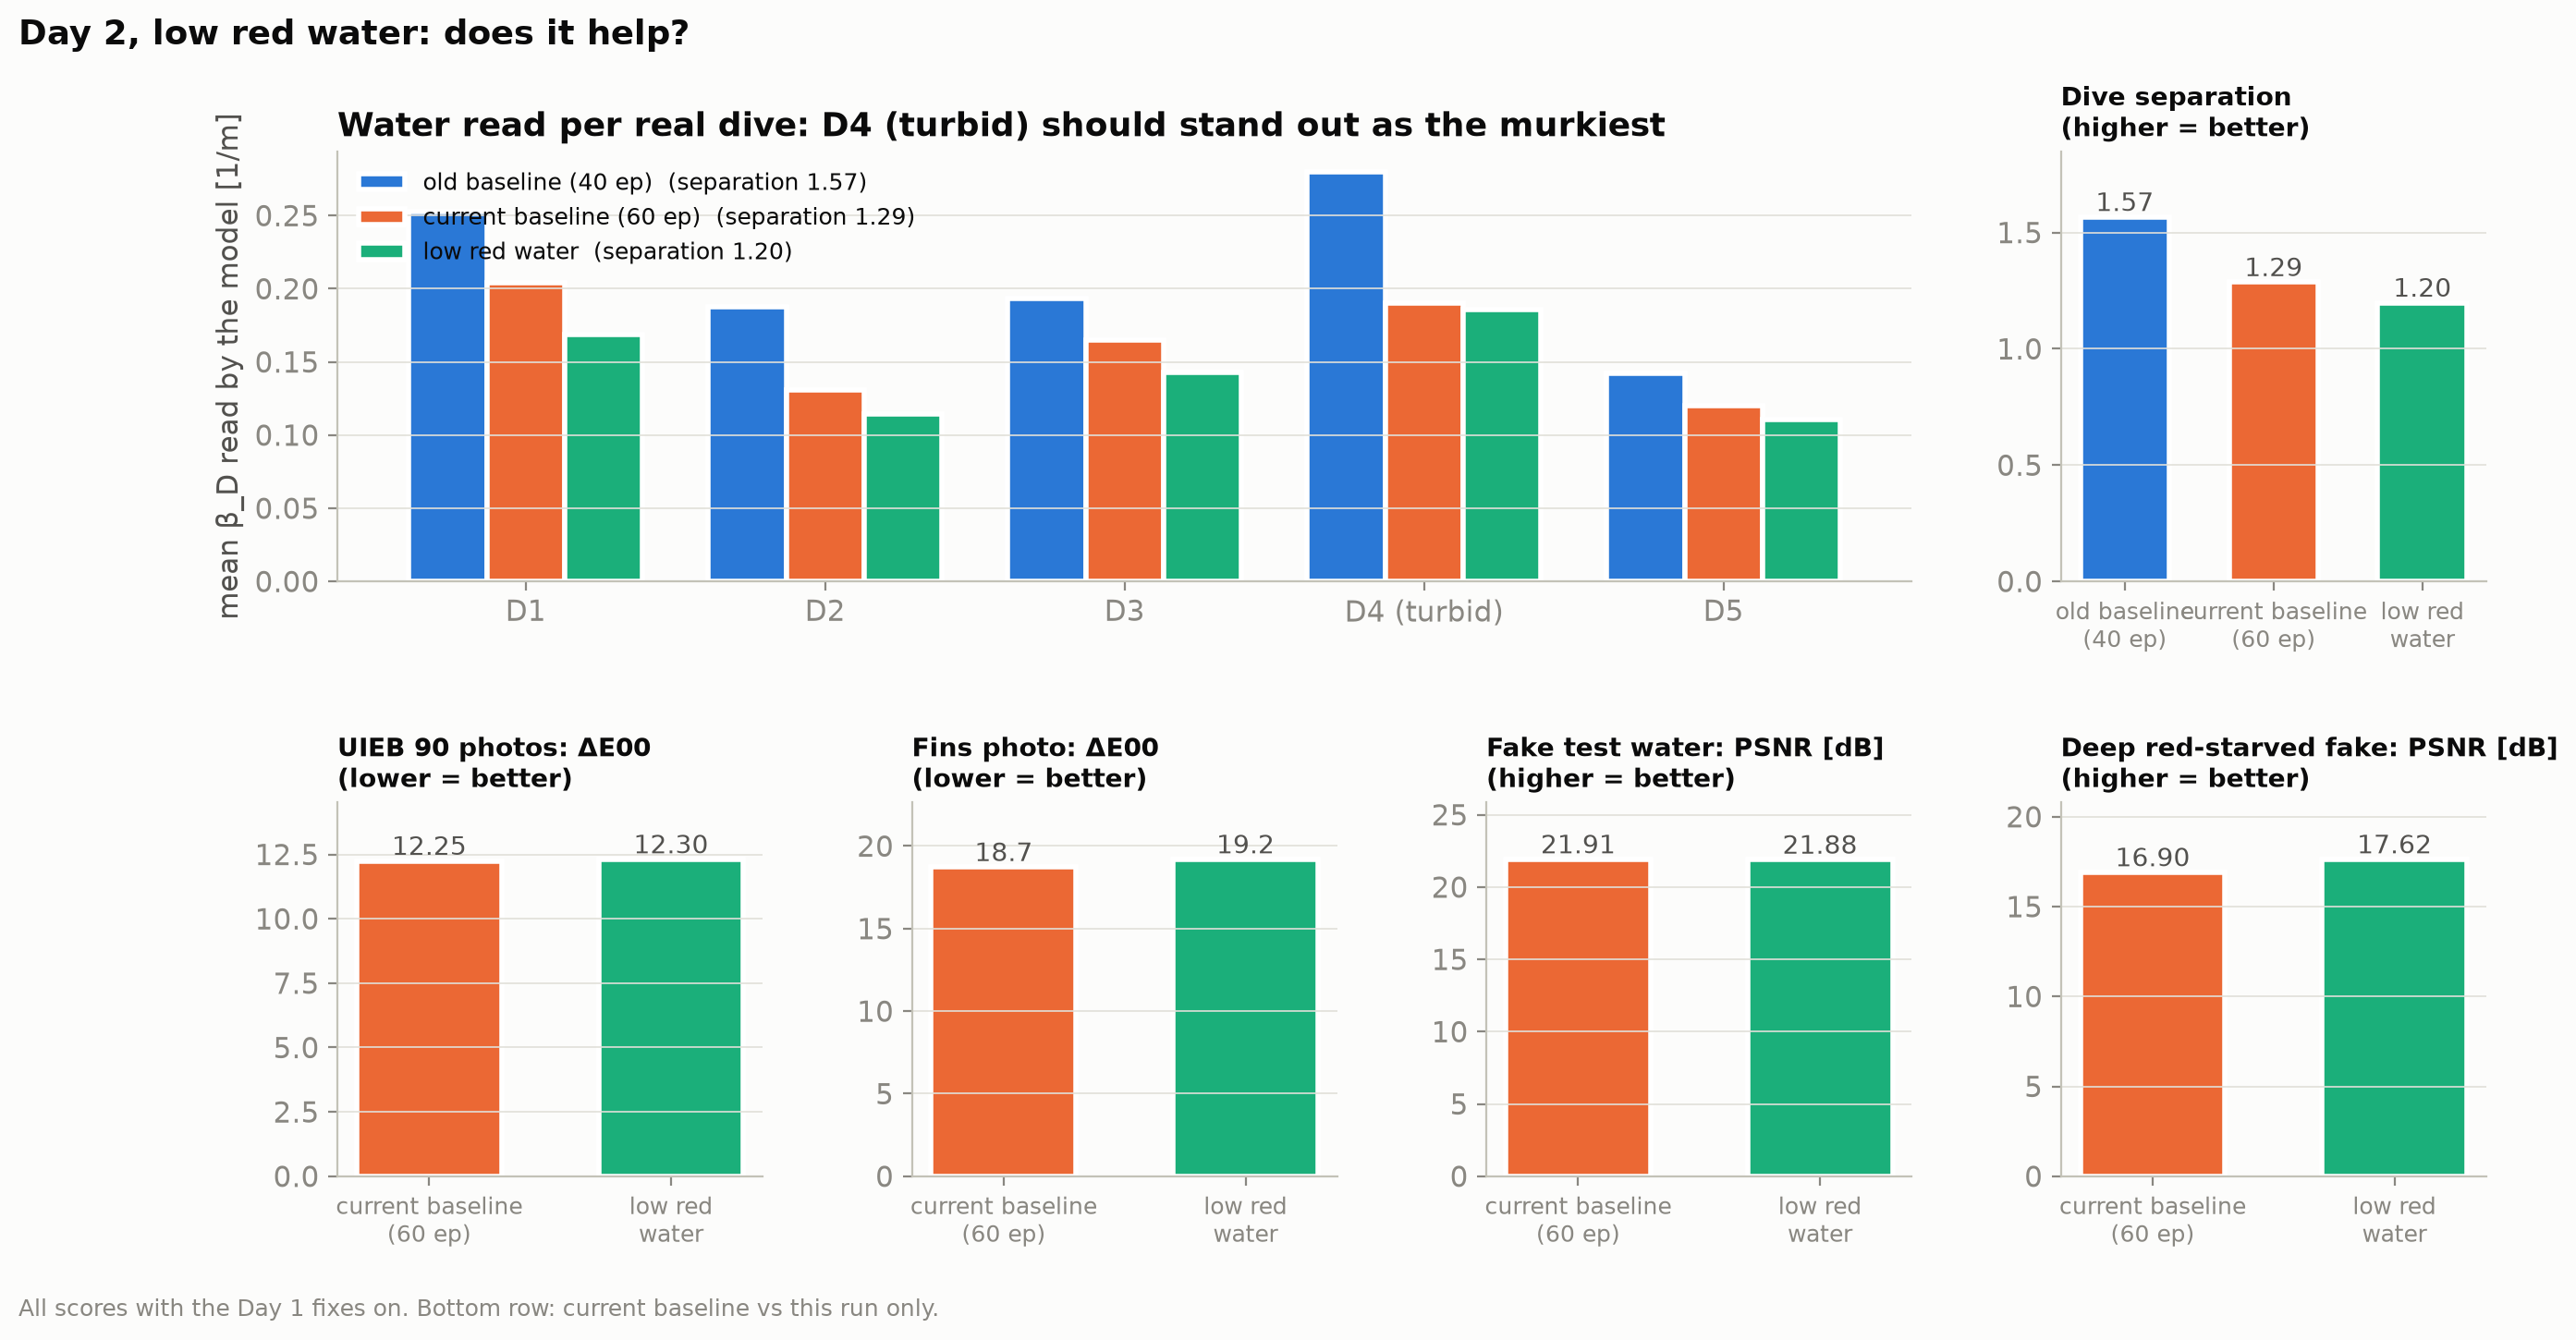 Day 2, low red water: does it help?
Water read per real dive: D4 (turbid) should stand out as the murkiest
mean β_D read by the model [1/m]
0.25
0.20
0.15
0.10
0.05
0.00
old baseline (40 ep)  (separation 1.57)
current baseline (60 ep)  (separation 1.29)
low red water  (separation 1.20)
D1
D2
D3
D4 (turbid)
D5
Dive separation
(higher = better)
1.5
1.0
0.5
0.0
1.57
1.29
1.20
old baseline
(40 ep)
urrent baseline
(60 ep)
low red
water
UIEB 90 photos: ΔE00
(lower = better)
12.5
10.0
7.5
5.0
2.5
0.0
12.25
12.30
current baseline
(60 ep)
low red
water
Fins photo: ΔE00
(lower = better)
20
15
10
5
0
18.7
19.2
current baseline
(60 ep)
low red
water
Fake test water: PSNR [dB]
(higher = better)
25
20
15
10
5
0
21.91
21.88
current baseline
(60 ep)
low red
water
Deep red-starved fake: PSNR [dB]
(higher = better)
20
15
10
5
0
16.90
17.62
current baseline
(60 ep)
low red
water
All scores with the Day 1 fixes on. Bottom row: current baseline vs this run only.